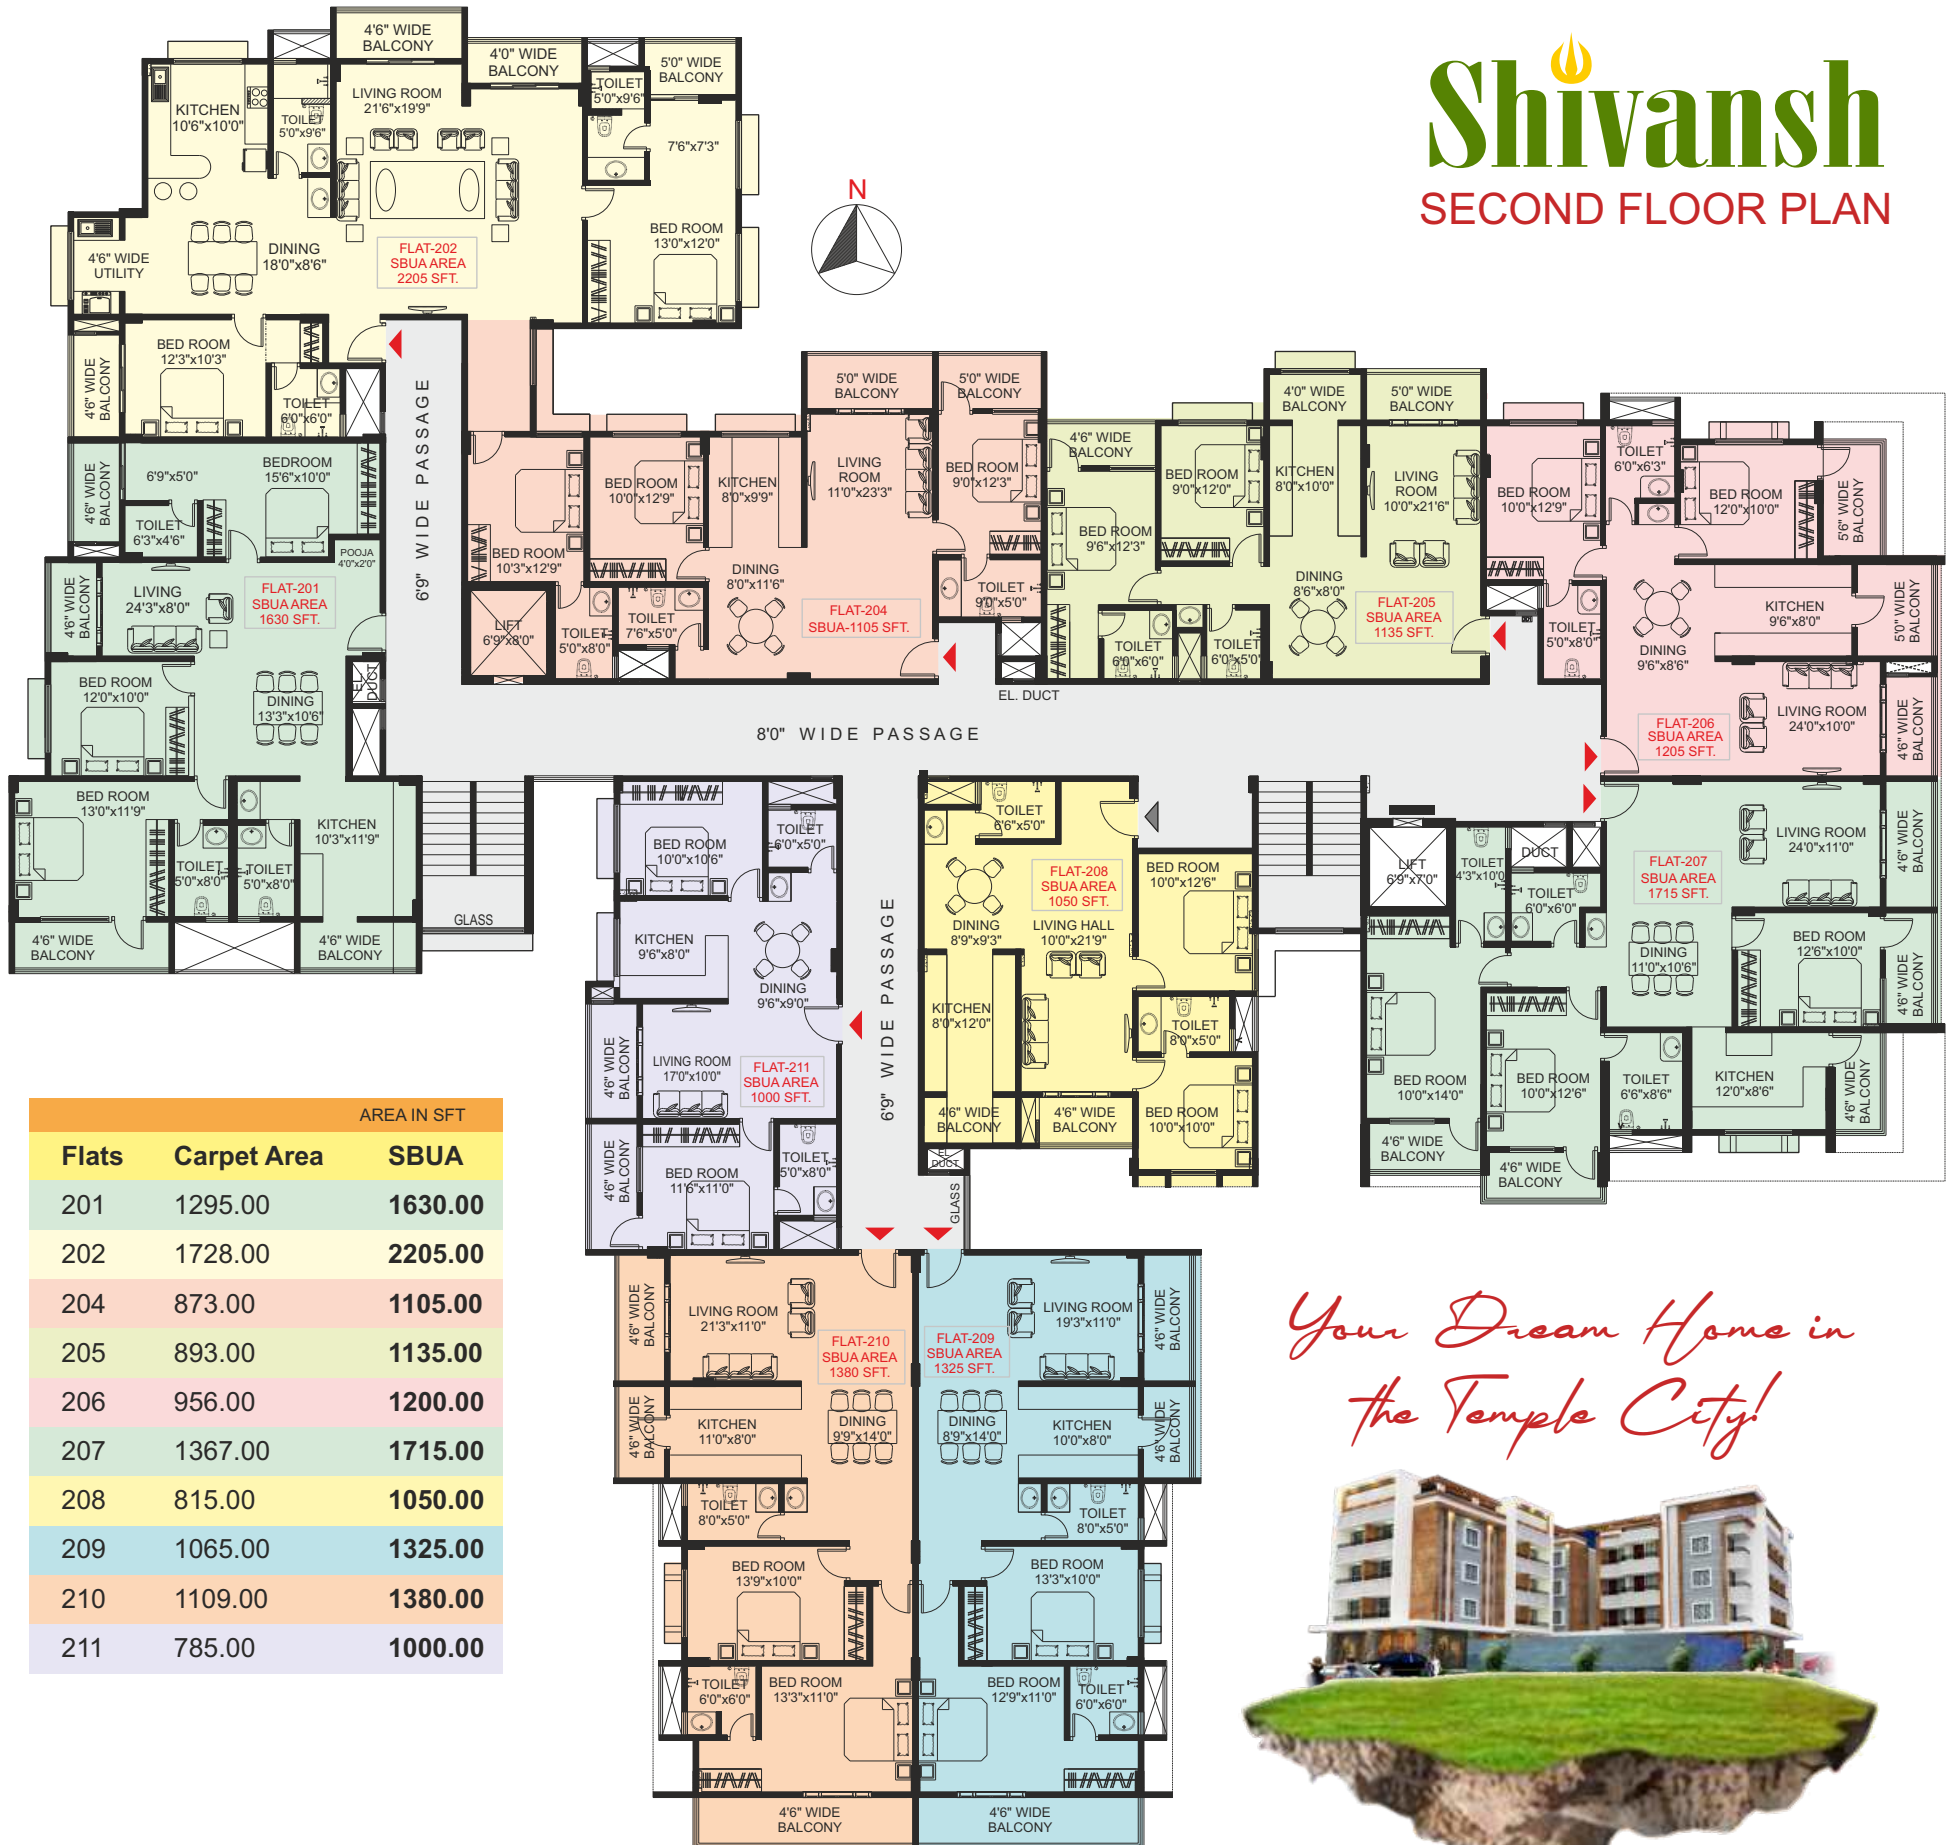 Shivansh
SECOND FLOOR PLAN
N
4'6" WIDE
BALCONY
4'0" WIDE
BALCONY
5'0" WIDE
BALCONY
KITCHEN
10'6"x10'0"
TOILET
5'0"x9'6"
LIVING ROOM
21'6"x19'9"
TOILET
5'0"x9'6"
7'6"x7'3"
BED ROOM
13'0"x12'0"
DINING
18'0"x8'6"
4'6" WIDE
UTILITY
FLAT-202
SBUA AREA
2205 SFT.
BED ROOM
12'3"x10'3"
4'6" WIDE
BALCONY
TOILET
6'0"x6'0"
6'9" WIDE PASSAGE
4'6" WIDE
BALCONY
6'9"x5'0"
BEDROOM
15'6"x10'0"
TOILET
6'3"x4'6"
POOJA
4'0"x2'0"
4'6" WIDE
BALCONY
LIVING
24'3"x8'0"
FLAT-201
SBUA AREA
1630 SFT.
BED ROOM
12'0"x10'0"
DINING
13'3"x10'6"
EL.
DUCT
BED ROOM
13'0"x11'9"
TOILET
5'0"x8'0"
TOILET
5'0"x8'0"
KITCHEN
10'3"x11'9"
4'6" WIDE
BALCONY
4'6" WIDE
BALCONY
GLASS
5'0" WIDE
BALCONY
5'0" WIDE
BALCONY
BED ROOM
10'3"x12'9"
BED ROOM
10'0"x12'9"
KITCHEN
8'0"x9'9"
LIVING
ROOM
11'0"x23'3"
BED ROOM
9'0"x12'3"
DINING
8'0"x11'6"
FLAT-204
SBUA-1105 SFT.
LIFT
6'9"x8'0"
TOILET
5'0"x8'0"
TOILET
7'6"x5'0"
TOILET
9'0"x5'0"
EL. DUCT
4'6" WIDE
BALCONY
4'0" WIDE
BALCONY
5'0" WIDE
BALCONY
BED ROOM
9'6"x12'3"
BED ROOM
9'0"x12'0"
KITCHEN
8'0"x10'0"
LIVING
ROOM
10'0"x21'6"
DINING
8'6"x8'0"
FLAT-205
SBUA AREA
1135 SFT.
TOILET
6'0"x6'0"
TOILET
6'0"x5'0"
BED ROOM
10'0"x12'9"
TOILET
6'0"x6'3"
BED ROOM
12'0"x10'0"
5'6" WIDE
BALCONY
TOILET
5'0"x8'0"
KITCHEN
9'6"x8'0"
5'0" WIDE
BALCONY
DINING
9'6"x8'6"
LIVING ROOM
24'0"x10'0"
4'6" WIDE
BALCONY
FLAT-206
SBUA AREA
1205 SFT.
8'0" WIDE PASSAGE
LIVING ROOM
24'0"x11'0"
4'6" WIDE
BALCONY
FLAT-207
SBUA AREA
1715 SFT.
LIFT
6'9"x7'0"
TOILET
4'3"x10'0"
DUCT
TOILET
6'0"x6'0"
DINING
11'0"x10'6"
BED ROOM
12'6"x10'0"
4'6" WIDE
BALCONY
BED ROOM
10'0"x14'0"
BED ROOM
10'0"x12'6"
TOILET
6'6"x8'6"
KITCHEN
12'0"x8'6"
4'6" WIDE
BALCONY
4'6" WIDE
BALCONY
4'6" WIDE
BALCONY
TOILET
6'6"x5'0"
FLAT-208
SBUA AREA
1050 SFT.
BED ROOM
10'0"x12'6"
DINING
8'9"x9'3"
LIVING HALL
10'0"x21'9"
KITCHEN
8'0"x12'0"
TOILET
8'0"x5'0"
BED ROOM
10'0"x10'0"
4'6" WIDE
BALCONY
4'6" WIDE
BALCONY
EL.
DUCT
GLASS
6'9" WIDE PASSAGE
BED ROOM
10'0"x10'6"
TOILET
6'0"x5'0"
KITCHEN
9'6"x8'0"
DINING
9'6"x9'0"
4'6" WIDE
BALCONY
LIVING ROOM
17'0"x10'0"
FLAT-211
SBUA AREA
1000 SFT.
4'6" WIDE
BALCONY
BED ROOM
11'6"x11'0"
TOILET
5'0"x8'0"
4'6" WIDE
BALCONY
LIVING ROOM
21'3"x11'0"
FLAT-210
SBUA AREA
1380 SFT.
4'6" WIDE
BALCONY
KITCHEN
11'0"x8'0"
DINING
9'9"x14'0"
TOILET
8'0"x5'0"
BED ROOM
13'9"x10'0"
TOILET
6'0"x6'0"
BED ROOM
13'3"x11'0"
4'6" WIDE
BALCONY
LIVING ROOM
19'3"x11'0"
4'6" WIDE
BALCONY
FLAT-209
SBUA AREA
1325 SFT.
DINING
8'9"x14'0"
KITCHEN
10'0"x8'0"
4'6" WIDE
BALCONY
TOILET
8'0"x5'0"
BED ROOM
13'3"x10'0"
BED ROOM
12'9"x11'0"
TOILET
6'0"x6'0"
4'6" WIDE
BALCONY
AREA IN SFT
Flats Carpet Area SBUA
201 1295.00 1630.00
202 1728.00 2205.00
204 873.00 1105.00
205 893.00 1135.00
206 956.00 1200.00
207 1367.00 1715.00
208 815.00 1050.00
209 1065.00 1325.00
210 1109.00 1380.00
211 785.00 1000.00
Your Dream Home in
the Temple City!